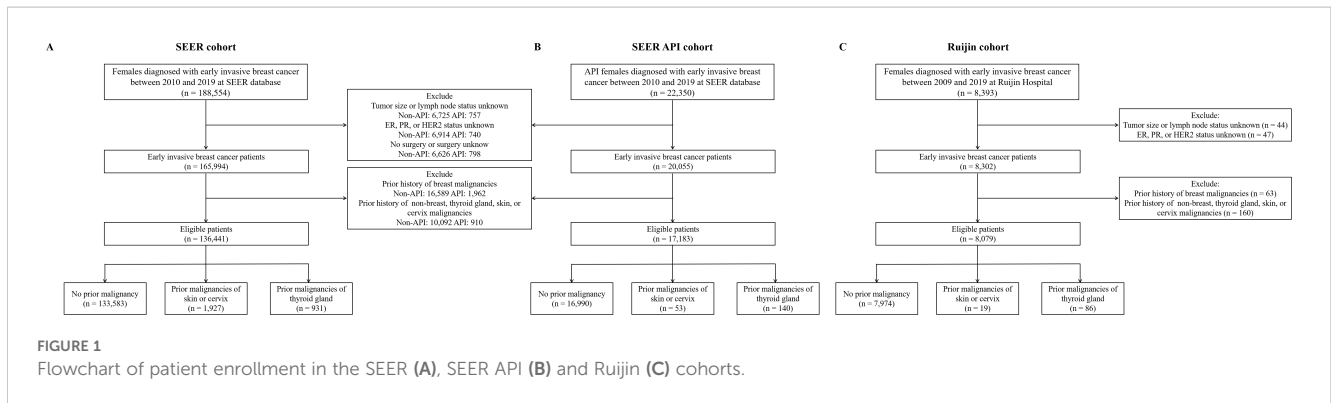 A
SEER cohort
Females diagnosed with early invasive breast cancer
between 2010 and 2019 at SEER database
(n = 188,554)
Exclude
Tumor size or lymph node status unknown
Non-API: 6,725 API: 757
ER, PR, or HER2 status unknown
Non-API: 6,914 API: 740
No surgery or surgery unknow
Non-API: 6,626 API: 798
Early invasive breast cancer patients
(n = 165,994)
Exclude
Prior history of breast malignancies
Non-API: 16,589 API: 1,962
Prior history of non-breast, thyroid gland, skin, or
cervix malignancies
Non-API: 10,092 API: 910
Eligible patients
(n = 136,441)
No prior malignancy
(n = 133,583)
Prior malignancies of
skin or cervix
(n = 1,927)
Prior malignancies of
thyroid gland
(n = 931)
B
SEER API cohort
API females diagnosed with early invasive breast
cancer between 2010 and 2019 at SEER database
(n = 22,350)
Early invasive breast cancer patients
(n = 20,055)
Eligible patients
(n = 17,183)
No prior malignancy
(n = 16,990)
Prior malignancies of
skin or cervix
(n = 53)
Prior malignancies of
thyroid gland
(n = 140)
C
Ruijin cohort
Females diagnosed with early invasive breast cancer
between 2009 and 2019 at Ruijin Hospital
(n = 8,393)
Exclude:
Tumor size or lymph node status unknown (n = 44)
ER, PR, or HER2 status unknown (n = 47)
Early invasive breast cancer patients
(n = 8,302)
Exclude:
Prior history of breast malignancies (n = 63)
Prior history of non-breast, thyroid gland, skin, or
cervix malignancies (n = 160)
Eligible patients
(n = 8,079)
No prior malignancy
(n = 7,974)
Prior malignancies of
skin or cervix
(n = 19)
Prior malignancies of
thyroid gland
(n = 86)
FIGURE 1
Flowchart of patient enrollment in the SEER (A), SEER API (B) and Ruijin (C) cohorts.